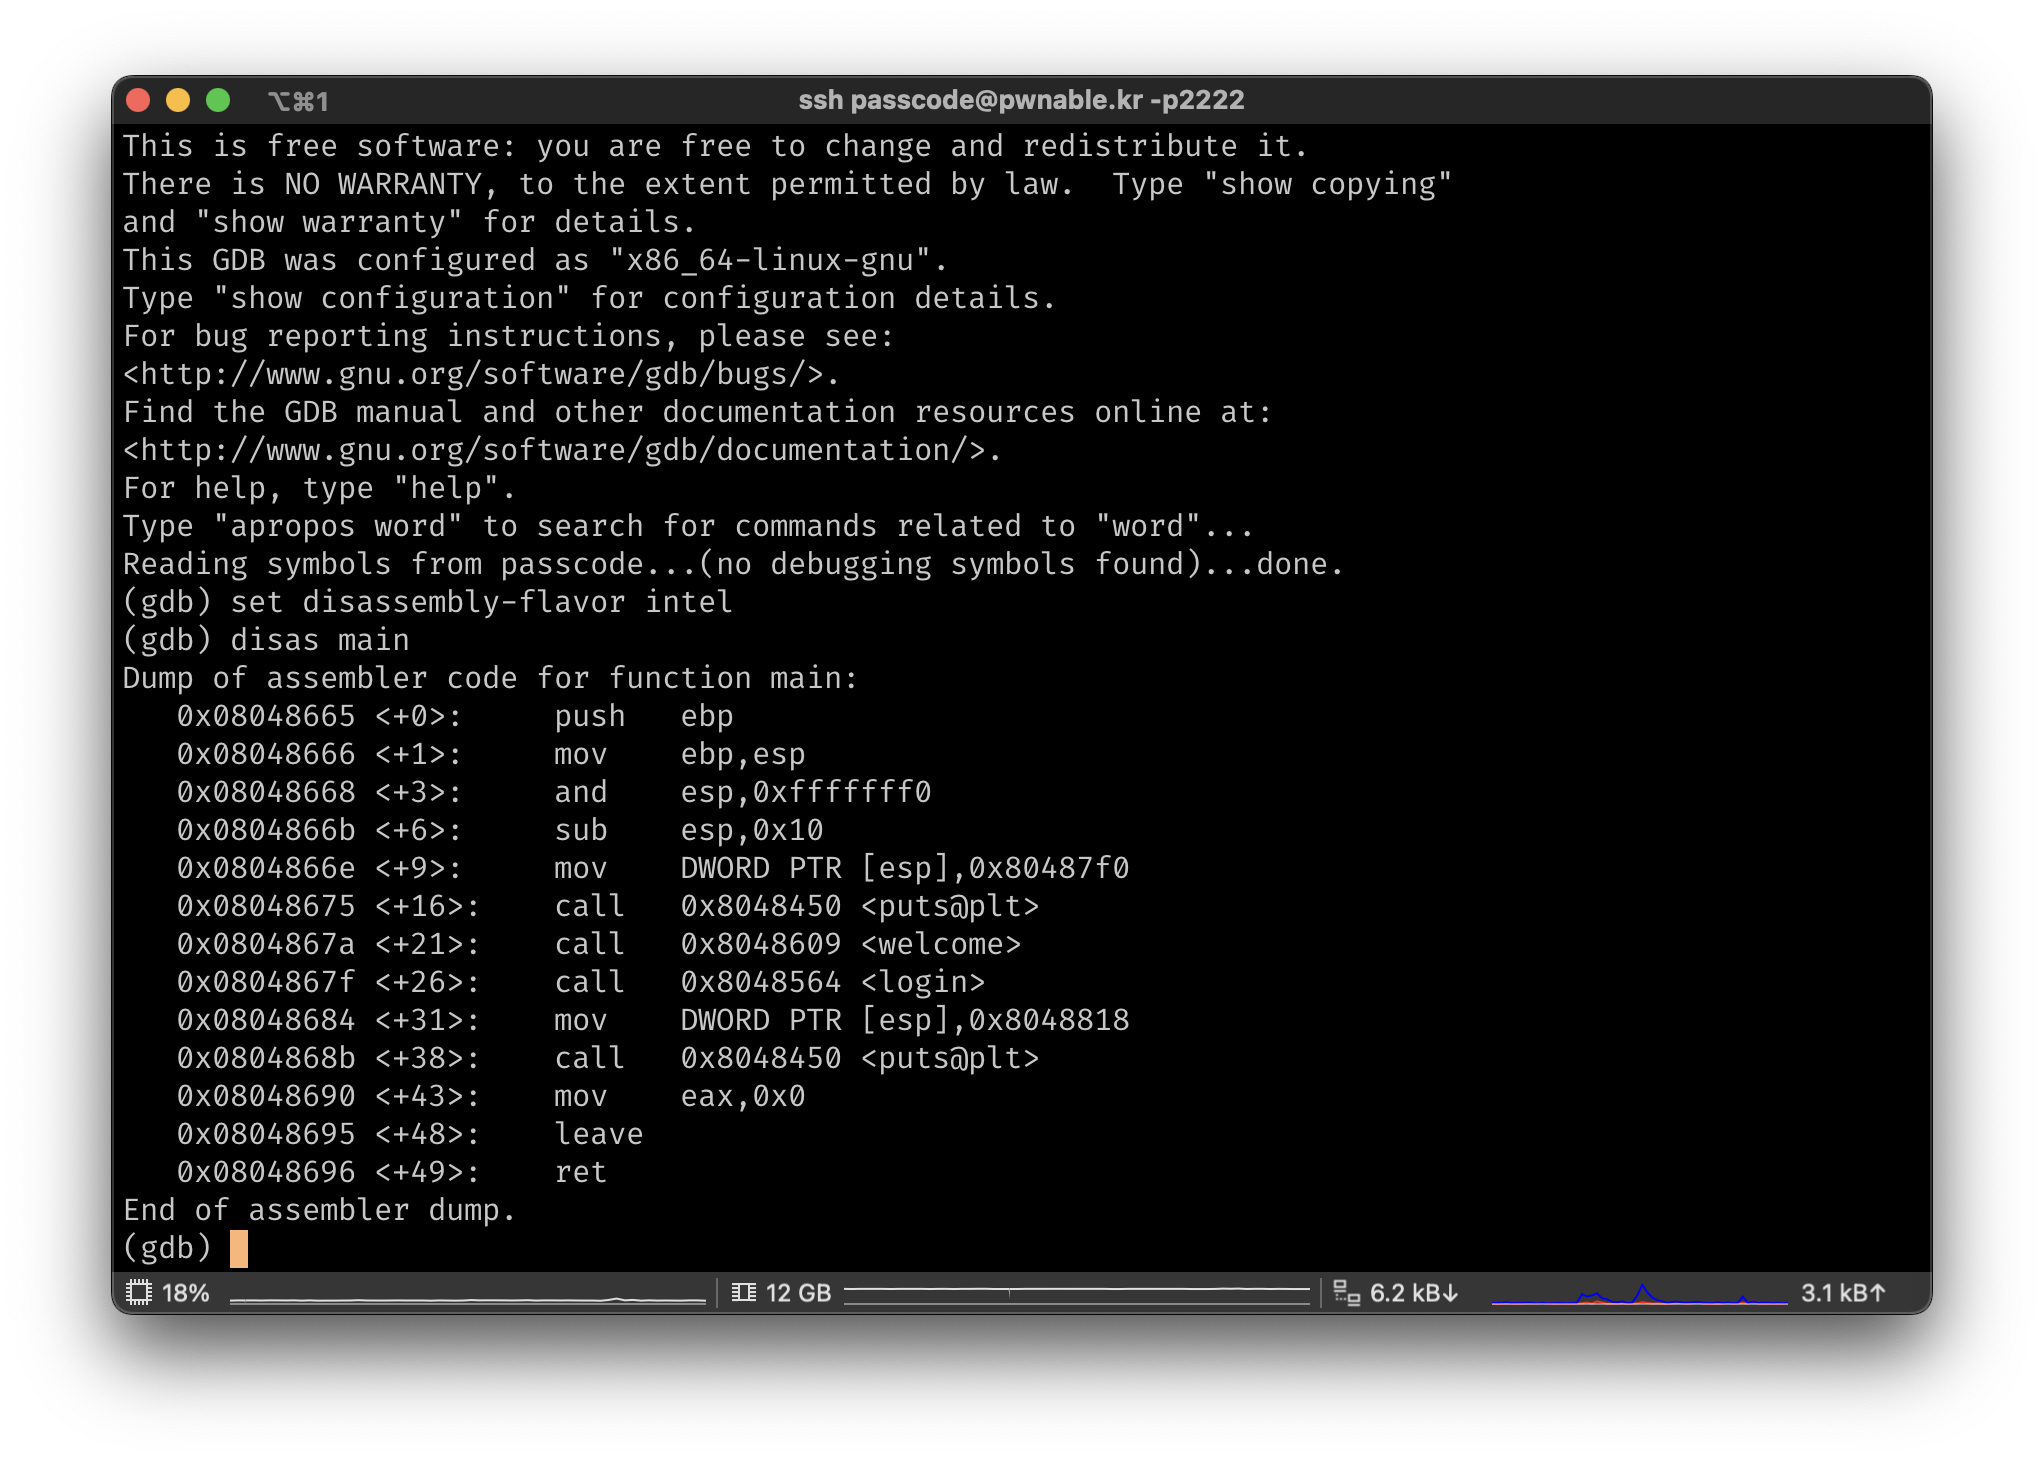 ⌥⌘1
ssh passcode@pwnable.kr -p2222
This is free software: you are free to change and redistribute it.
There is NO WARRANTY, to the extent permitted by law.  Type "show copying"
and "show warranty" for details.
This GDB was configured as "x86_64-linux-gnu".
Type "show configuration" for configuration details.
For bug reporting instructions, please see:
<http://www.gnu.org/software/gdb/bugs/>.
Find the GDB manual and other documentation resources online at:
<http://www.gnu.org/software/gdb/documentation/>.
For help, type "help".
Type "apropos word" to search for commands related to "word"...
Reading symbols from passcode...(no debugging symbols found)...done.
(gdb) set disassembly-flavor intel
(gdb) disas main
Dump of assembler code for function main:
   0x08048665 <+0>:     push   ebp
   0x08048666 <+1>:     mov    ebp,esp
   0x08048668 <+3>:     and    esp,0xfffffff0
   0x0804866b <+6>:     sub    esp,0x10
   0x0804866e <+9>:     mov    DWORD PTR [esp],0x80487f0
   0x08048675 <+16>:    call   0x8048450 <puts@plt>
   0x0804867a <+21>:    call   0x8048609 <welcome>
   0x0804867f <+26>:    call   0x8048564 <login>
   0x08048684 <+31>:    mov    DWORD PTR [esp],0x8048818
   0x0804868b <+38>:    call   0x8048450 <puts@plt>
   0x08048690 <+43>:    mov    eax,0x0
   0x08048695 <+48>:    leave
   0x08048696 <+49>:    ret
End of assembler dump.
(gdb)
18% 12 GB 6.2 kB↓ 3.1 kB↑